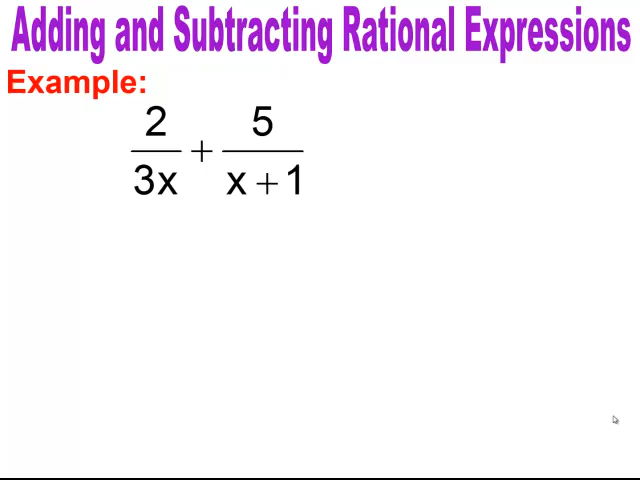 Adding and Subtracting Rational Expressions
Example:
2/3x + 5/x + 1